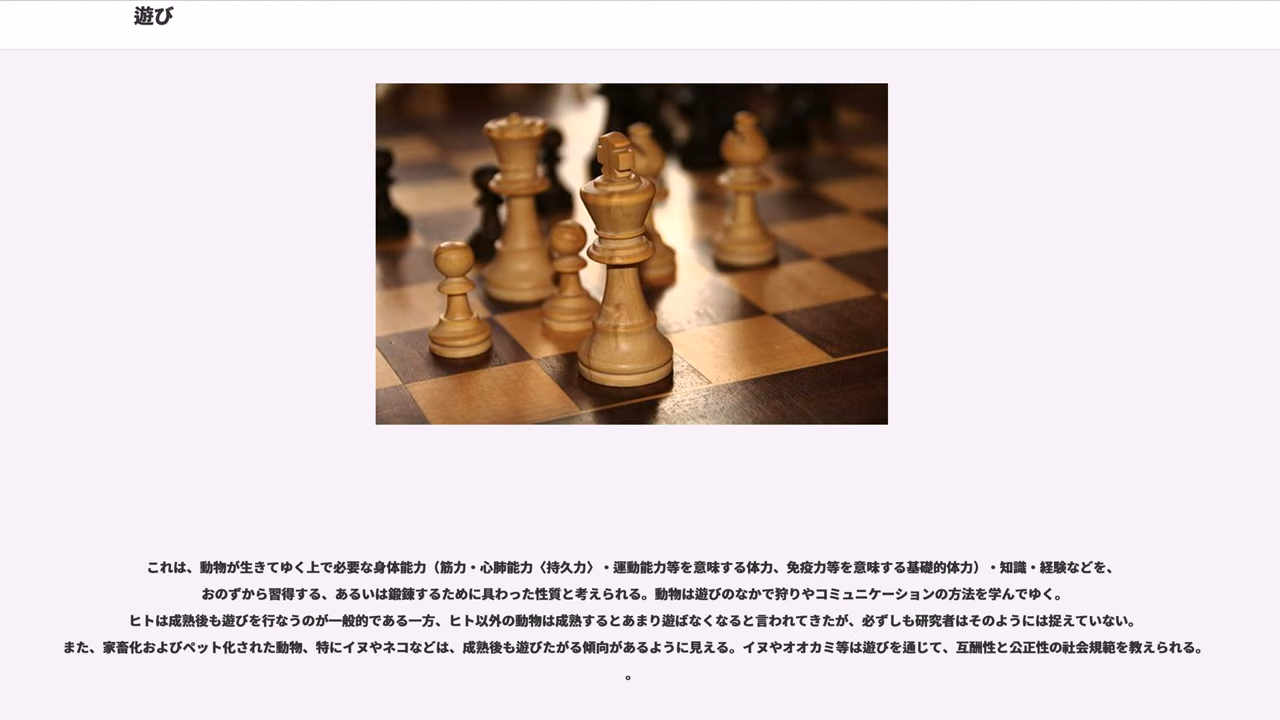 遊び
これは、動物が生きてゆく上で必要な身体能力（筋力・心肺能力〈持久力〉・運動能力等を意味する体力、免疫力等を意味する基礎的体力）・知識・経験などを、
おのずから習得する、あるいは鍛錬するために具わった性質と考えられる。動物は遊びのなかで狩りやコミュニケーションの方法を学んでゆく。
ヒトは成熟後も遊びを行なうのが一般的である一方、ヒト以外の動物は成熟するとあまり遊ばなくなると言われてきたが、必ずしも研究者はそのようには捉えていない。
また、家畜化およびペット化された動物、特にイヌやネコなどは、成熟後も遊びたがる傾向があるように見える。イヌやオオカミ等は遊びを通じて、互酬性と公正性の社会規範を教えられる。
。